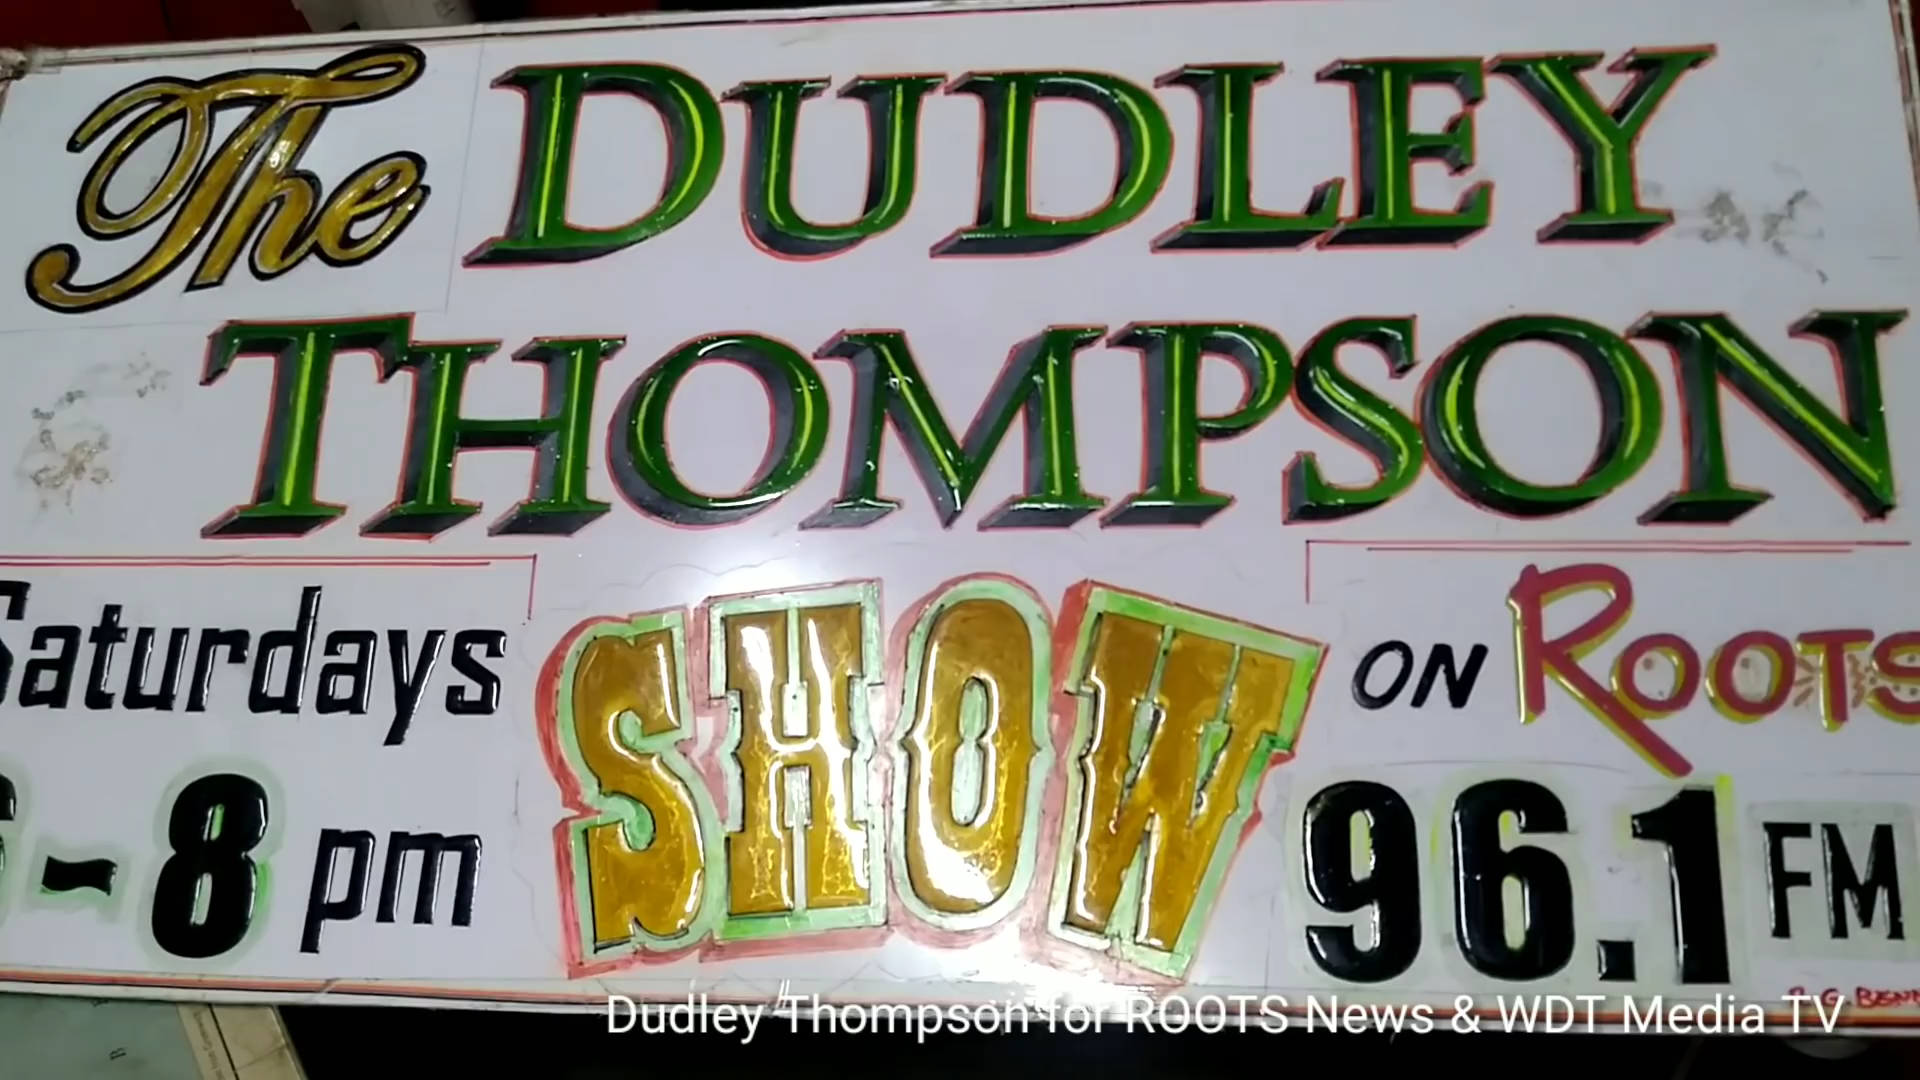 The DUDLEY
THOMPSON
Saturdays
SHOW
ON ROOTS
- 8 pm
96.1 FM
Dudley Thompson for ROOTS News & WDT Media TV